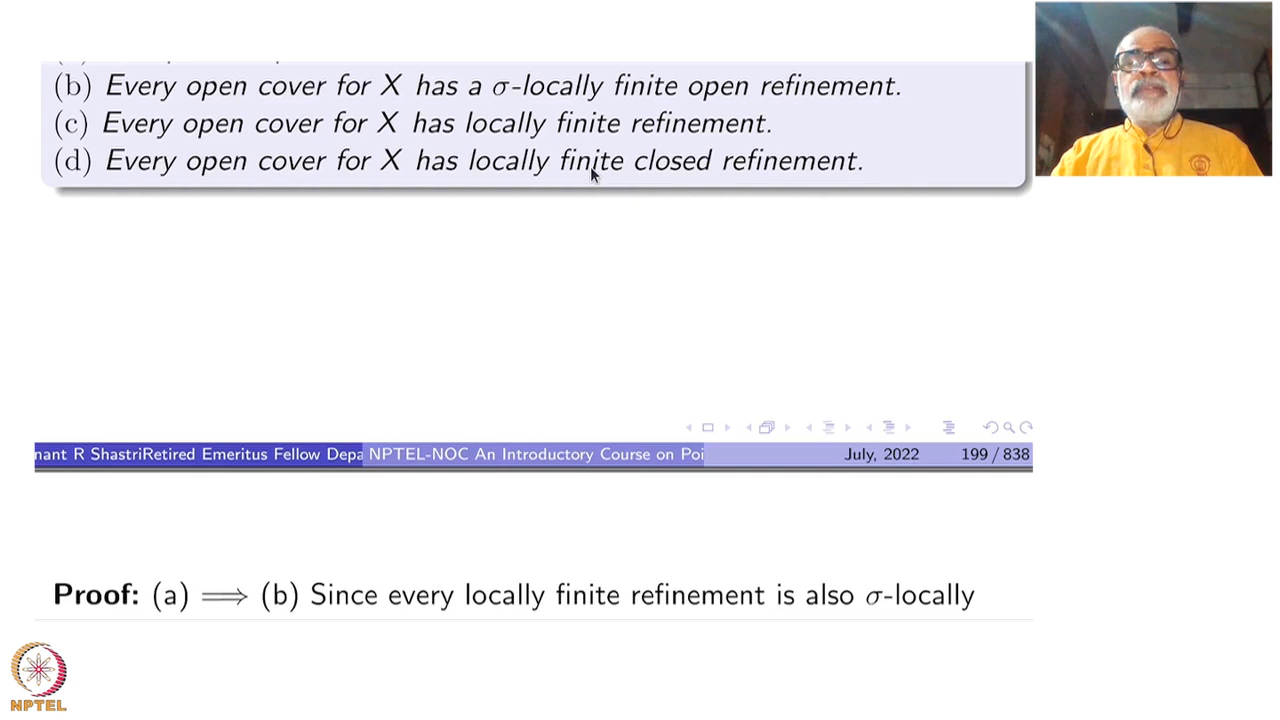 (b) Every open cover for X has a σ-locally finite open refinement.
(c) Every open cover for X has locally finite refinement.
(d) Every open cover for X has locally finite closed refinement.
nant R ShastriRetired Emeritus Fellow Depa NPTEL-NOC An Introductory Course on Poi July, 2022 199 / 838
Proof: (a) ⟹ (b) Since every locally finite refinement is also σ-locally
NPTEL